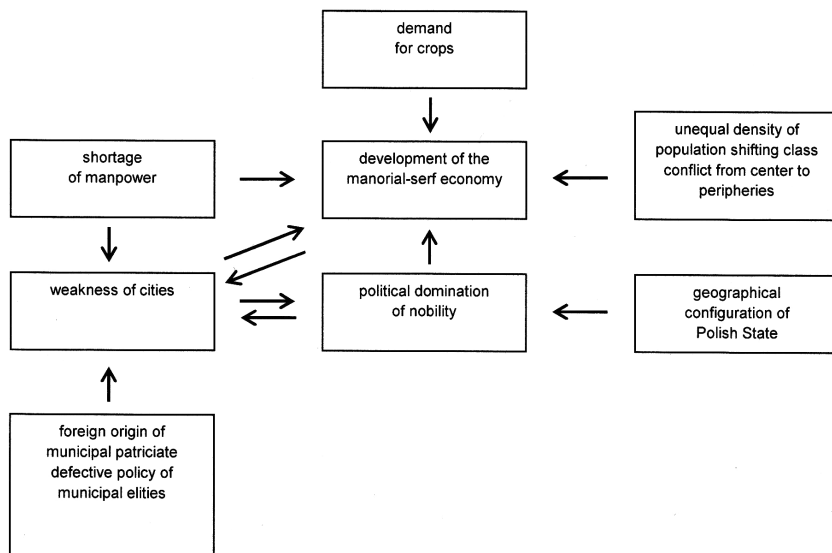 demand
for crops
shortage
of manpower
development of the
manorial-serf economy
unequal density of
population shifting class
conflict from center to
peripheries
weakness of cities
political domination
of nobility
geographical
configuration of
Polish State
foreign origin of
municipal patriciate
defective policy of
municipal elities